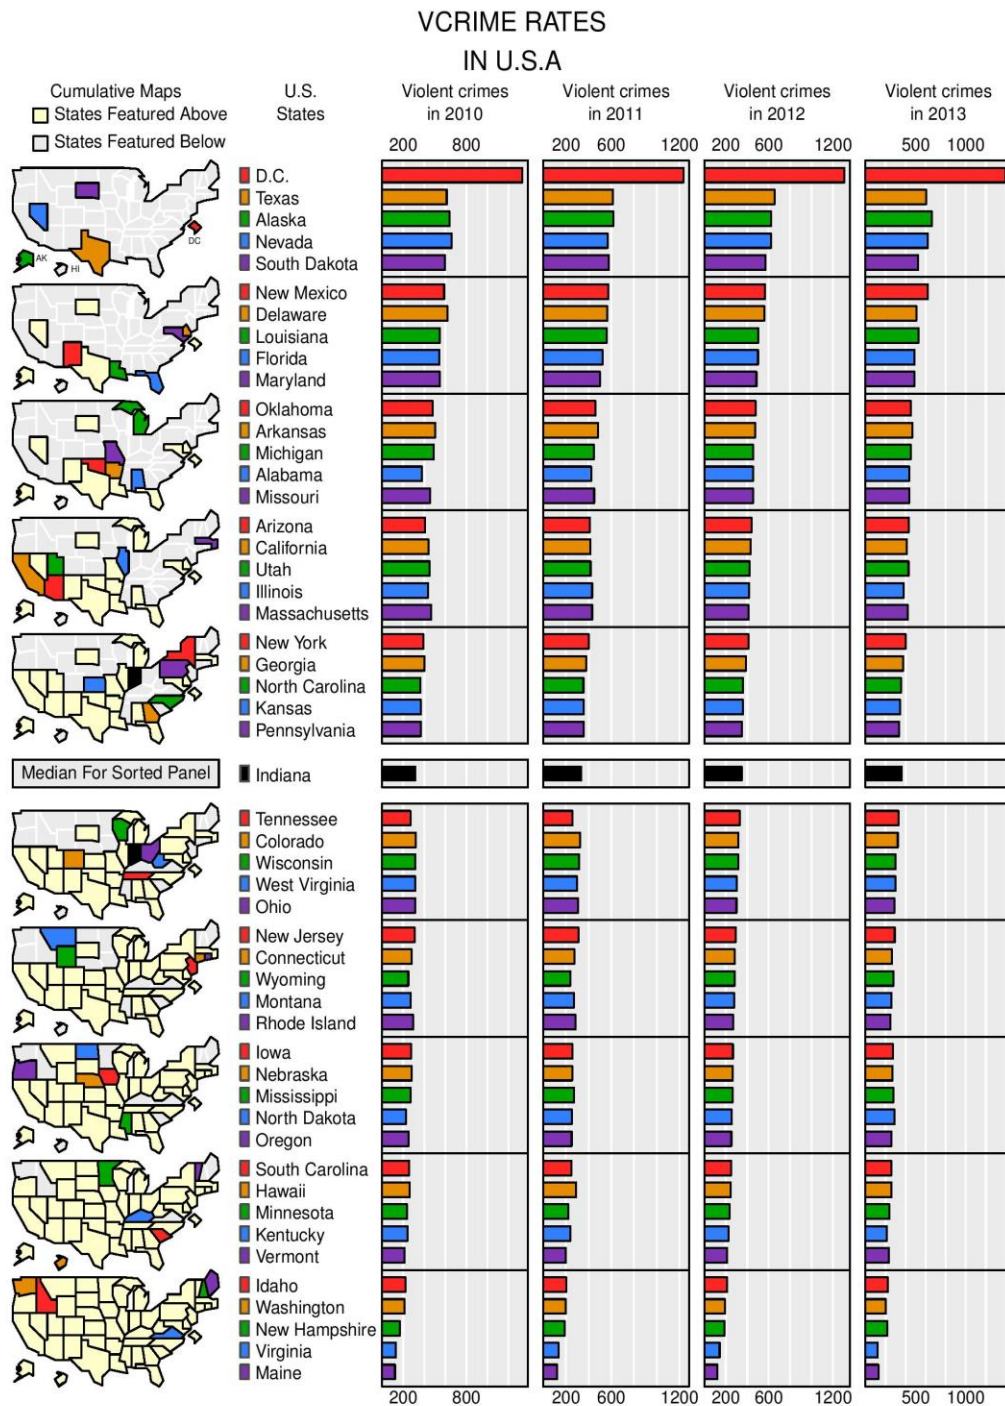 VCRIME RATES
IN U.S.A
Cumulative Maps
States Featured Above
States Featured Below
U.S.
States
Violent crimes
in 2010
Violent crimes
in 2011
Violent crimes
in 2012
Violent crimes
in 2013
200 800
200 600 1200
200 600 1200
500 1000
D.C.
Texas
Alaska
Nevada
South Dakota
DC
AK
HI
New Mexico
Delaware
Louisiana
Florida
Maryland
Oklahoma
Arkansas
Michigan
Alabama
Missouri
Arizona
California
Utah
Illinois
Massachusetts
New York
Georgia
North Carolina
Kansas
Pennsylvania
Median For Sorted Panel
Indiana
Tennessee
Colorado
Wisconsin
West Virginia
Ohio
New Jersey
Connecticut
Wyoming
Montana
Rhode Island
Iowa
Nebraska
Mississippi
North Dakota
Oregon
South Carolina
Hawaii
Minnesota
Kentucky
Vermont
Idaho
Washington
New Hampshire
Virginia
Maine
200 800
200 600 1200
200 600 1200
500 1000